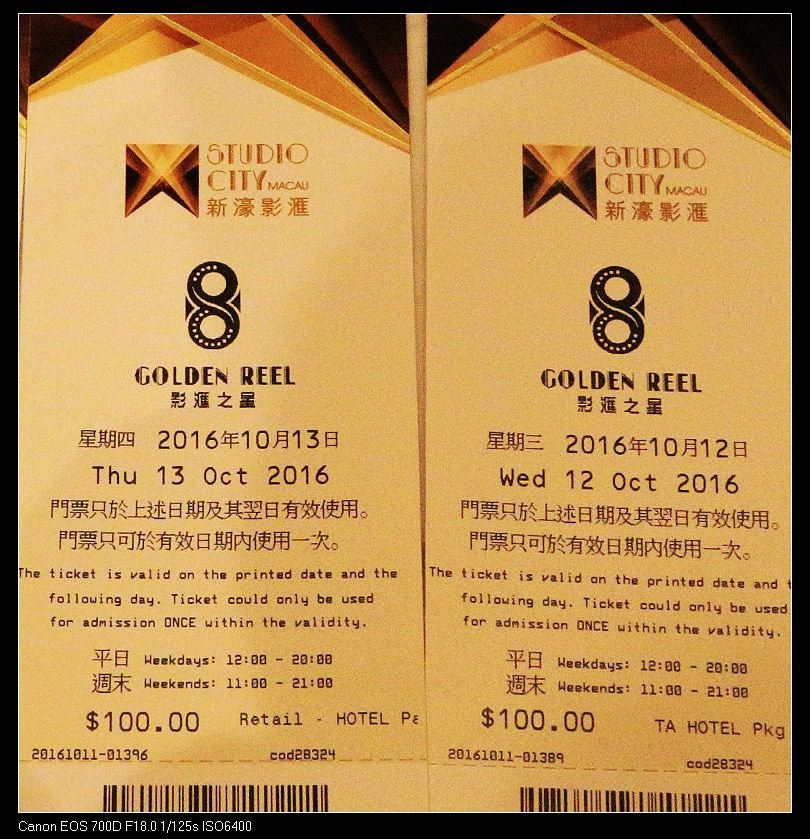 STUDIO
CITY MACAU
新濠影滙
8
GOLDEN REEL
影滙之星
星期四 2016年10月13日
Thu 13 Oct 2016
門票只於上述日期及其翌日有效使用。
門票只可於有效日期內使用一次。
The ticket is valid on the printed date and the
following day. Ticket could only be used
for admission ONCE within the validity.
平日 Weekdays: 12:00 - 20:00
週末 Weekends: 11:00 - 21:00
$100.00 Retail - HOTEL Pa
20161011-01396 cod28324
STUDIO
CITY MACAU
新濠影滙
8
GOLDEN REEL
影滙之星
星期三 2016年10月12日
Wed 12 Oct 2016
門票只於上述日期及其翌日有效使用。
門票只可於有效日期內使用一次。
The ticket is valid on the printed date and t
following day. Ticket could only be used
for admission ONCE within the validity.
平日 Weekdays: 12:00 - 20:00
週末 Weekends: 11:00 - 21:00
$100.00 TA HOTEL Pkg
20161011-01389 cod28324
Canon EOS 700D F18.0 1/125s ISO6400